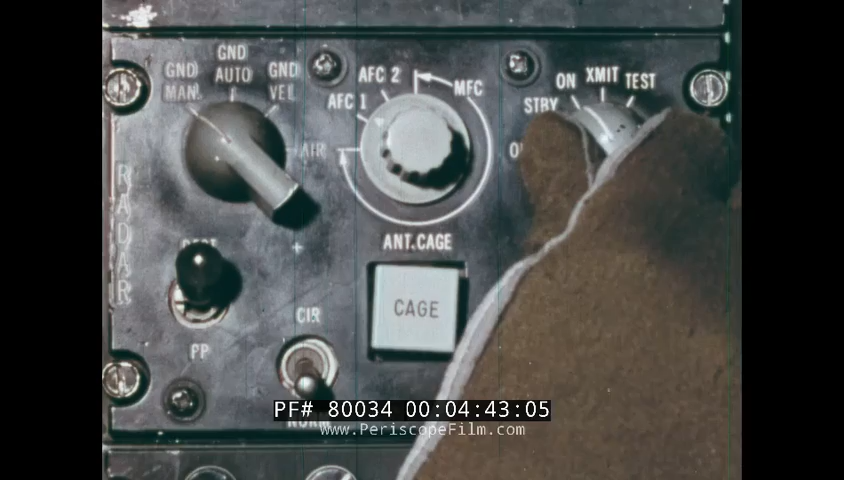 GND
MAN.
GND
AUTO
GND
VEL
AIR
AFC 1
AFC 2
MFC
STBY
ON
XMIT
TEST
RADAR
ANT. CAGE
CAGE
PP
CIR
NORM
PF# 80034 00:04:43:05
www.PeriscopeFilm.com